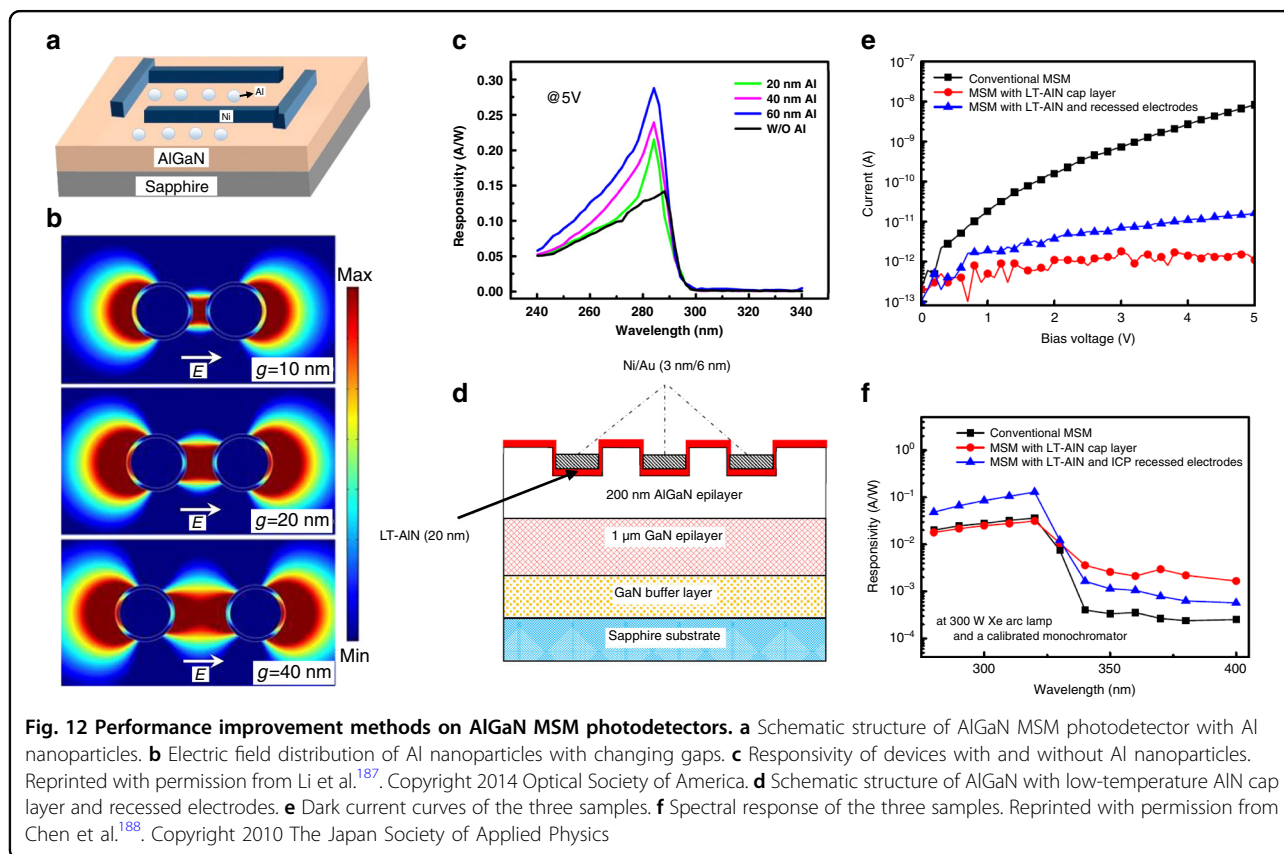 a
Al
Ni
AlGaN
Sapphire
b
Max
E
g=10 nm
E
g=20 nm
E
g=40 nm
Min
c
0.30
0.25
0.20
0.15
0.10
0.05
0.00
Responsivity (A/W)
@5V
20 nm Al
40 nm Al
60 nm Al
W/O Al
240 260 280 300 320 340
Wavelength (nm)
d
Ni/Au (3 nm/6 nm)
200 nm AlGaN epilayer
LT-AlN (20 nm)
1 μm GaN epilayer
GaN buffer layer
Sapphire substrate
e
10⁻⁷
10⁻⁸
10⁻⁹
10⁻¹⁰
10⁻¹¹
10⁻¹²
10⁻¹³
Current (A)
Conventional MSM
MSM with LT-AlN cap layer
MSM with LT-AlN and recessed electrodes
0 1 2 3 4 5
Bias voltage (V)
f
10⁰
10⁻¹
10⁻²
10⁻³
10⁻⁴
Responsivity (A/W)
Conventional MSM
MSM with LT-AlN cap layer
MSM with LT-AlN and ICP recessed electrodes
at 300 W Xe arc lamp
and a calibrated monochromator
300 350 400
Wavelength (nm)
Fig. 12 Performance improvement methods on AlGaN MSM photodetectors. a Schematic structure of AlGaN MSM photodetector with Al
nanoparticles. b Electric field distribution of Al nanoparticles with changing gaps. c Responsivity of devices with and without Al nanoparticles.
Reprinted with permission from Li et al.¹⁸⁷. Copyright 2014 Optical Society of America. d Schematic structure of AlGaN with low-temperature AlN cap
layer and recessed electrodes. e Dark current curves of the three samples. f Spectral response of the three samples. Reprinted with permission from
Chen et al.¹⁸⁸. Copyright 2010 The Japan Society of Applied Physics